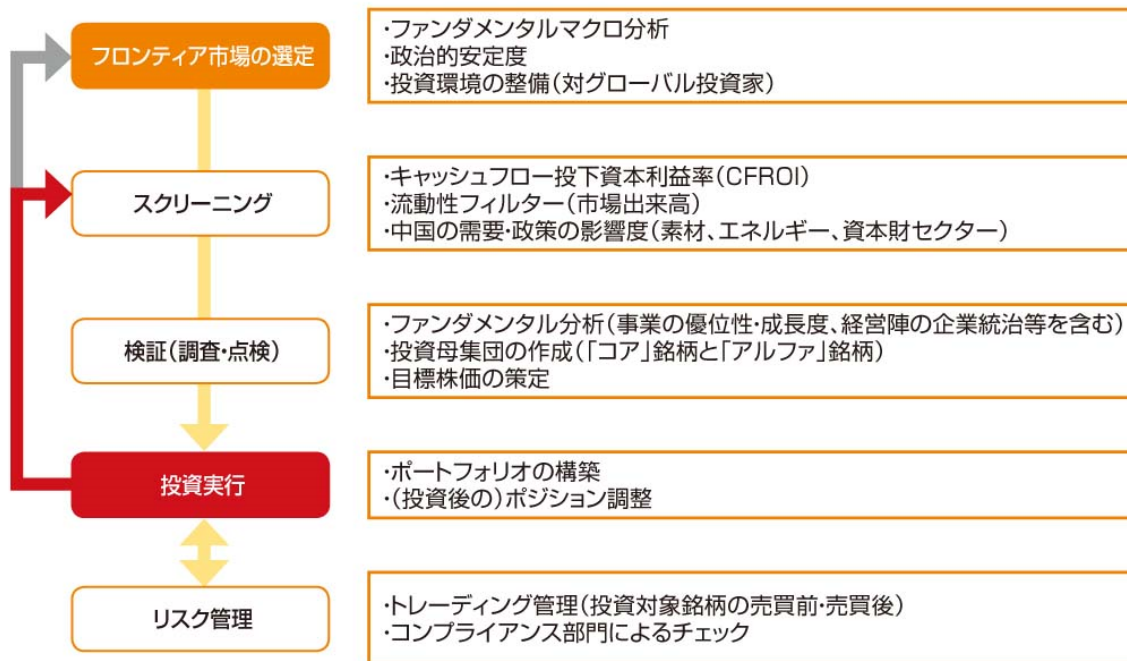 フロンティア市場の選定
・ファンダメンタルマクロ分析
・政治的安定度
・投資環境の整備(対グローバル投資家)
スクリーニング
・キャッシュフロー投下資本利益率(CFROI)
・流動性フィルター(市場出来高)
・中国の需要・政策の影響度(素材、エネルギー、資本財セクター)
検証(調査・点検)
・ファンダメンタル分析(事業の優位性・成長度、経営陣の企業統治等を含む)
・投資母集団の作成(「コア」銘柄と「アルファ」銘柄)
・目標株価の策定
投資実行
・ポートフォリオの構築
・(投資後の)ポジション調整
リスク管理
・トレーディング管理(投資対象銘柄の売買前・売買後)
・コンプライアンス部門によるチェック